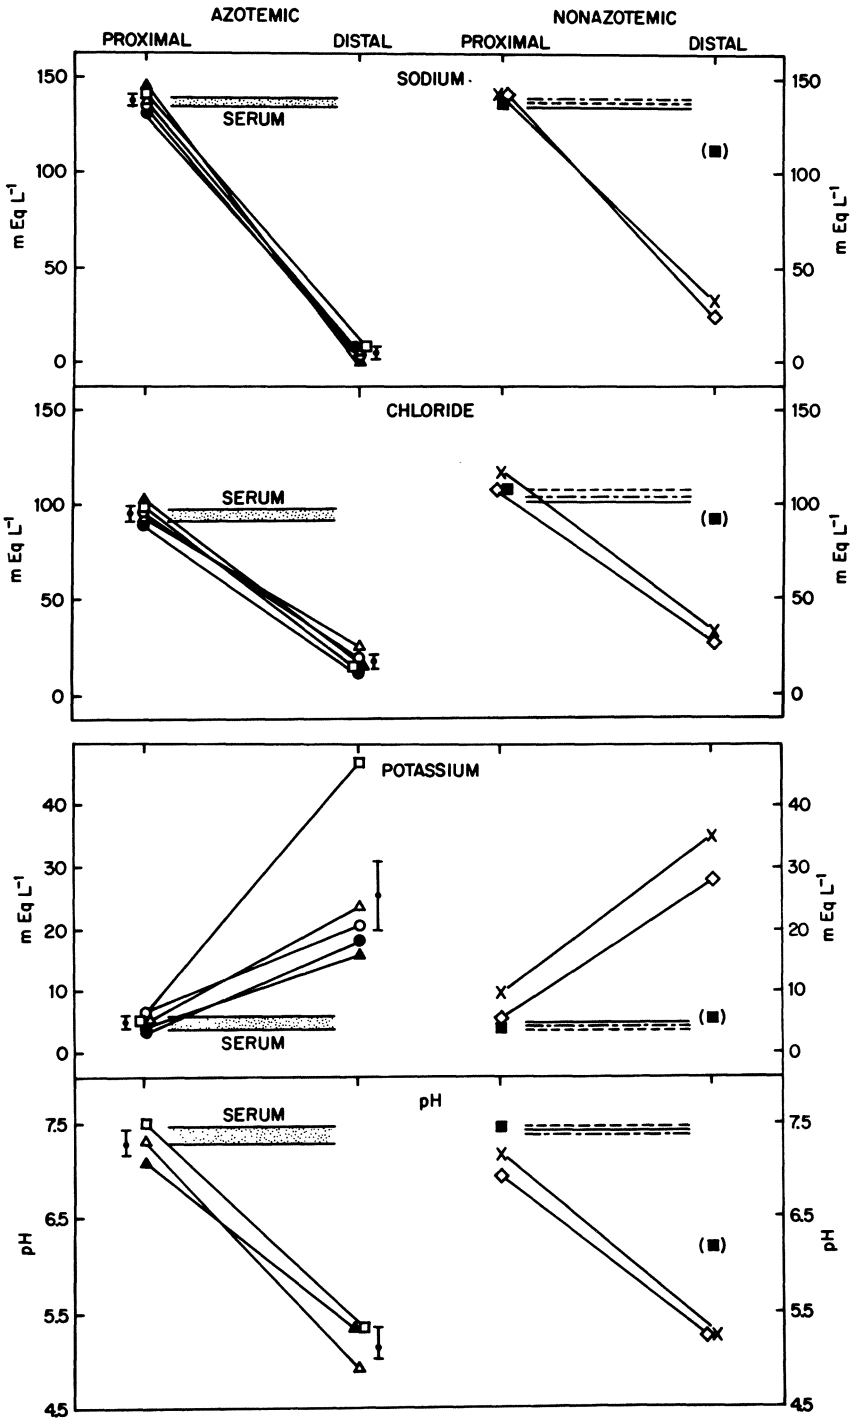 AZOTEMIC
NONAZOTEMIC
PROXIMAL
DISTAL
PROXIMAL
DISTAL
SODIUM
150
100
50
0
m Eq L⁻¹
SERUM
150
100
50
0
m Eq L⁻¹
CHLORIDE
150
100
50
0
m Eq L⁻¹
SERUM
150
100
50
0
m Eq L⁻¹
POTASSIUM
40
30
20
10
0
m Eq L⁻¹
SERUM
40
30
20
10
0
m Eq L⁻¹
pH
7.5
6.5
5.5
4.5
pH
SERUM
7.5
6.5
5.5
4.5
pH